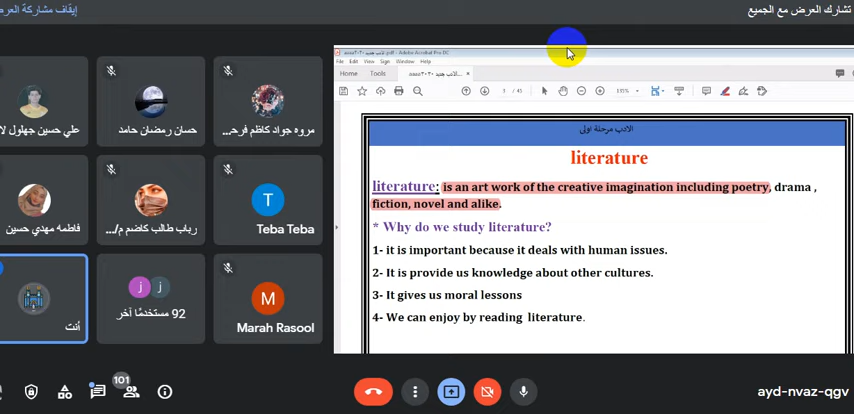 تشارك العرض مع الجميع
إيقاف مشاركة العرض
علي حسين جهلول لا
حسان رمضان حامد
مروه جواد كاظم فرحـ...
فاطمه مهدي حسين
رباب طالب كاضم م/...
Teba Teba
أنت
j
j
92 مستخدمًا آخر
M
Marah Rasool
T
File Edit View Sign Window Help
Home Tools
115%
الادب مرحلة اولى
literature
literature: is an art work of the creative imagination including poetry, drama ,
fiction, novel and alike.
* Why do we study literature?
1- it is important because it deals with human issues.
2- It is provide us knowledge about other cultures.
3- It gives us moral lessons
4- We can enjoy by reading literature.
101
ayd-nvaz-qgv